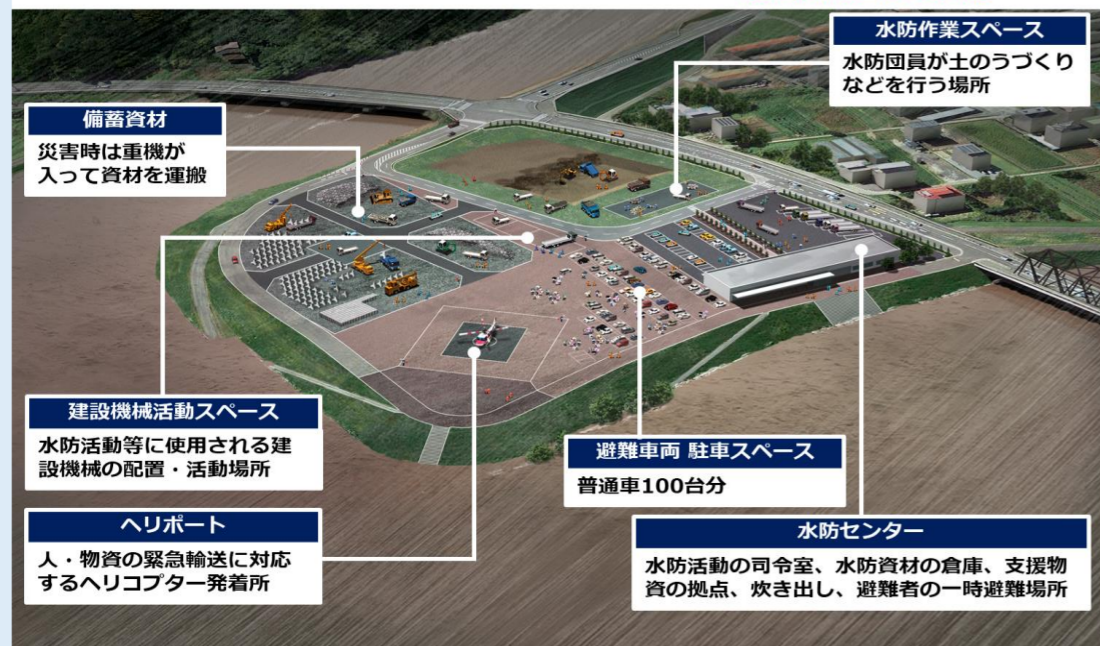 水防作業スペース
水防団員が土のうづくり
などを行う場所
備蓄資材
災害時は重機が
入って資材を運搬
建設機械活動スペース
水防活動等に使用される建
設機械の配置・活動場所
避難車両 駐車スペース
普通車100台分
ヘリポート
人・物資の緊急輸送に対応
するヘリコプター発着所
水防センター
水防活動の司令室、水防資材の倉庫、支援物
資の拠点、炊き出し、避難者の一時避難場所